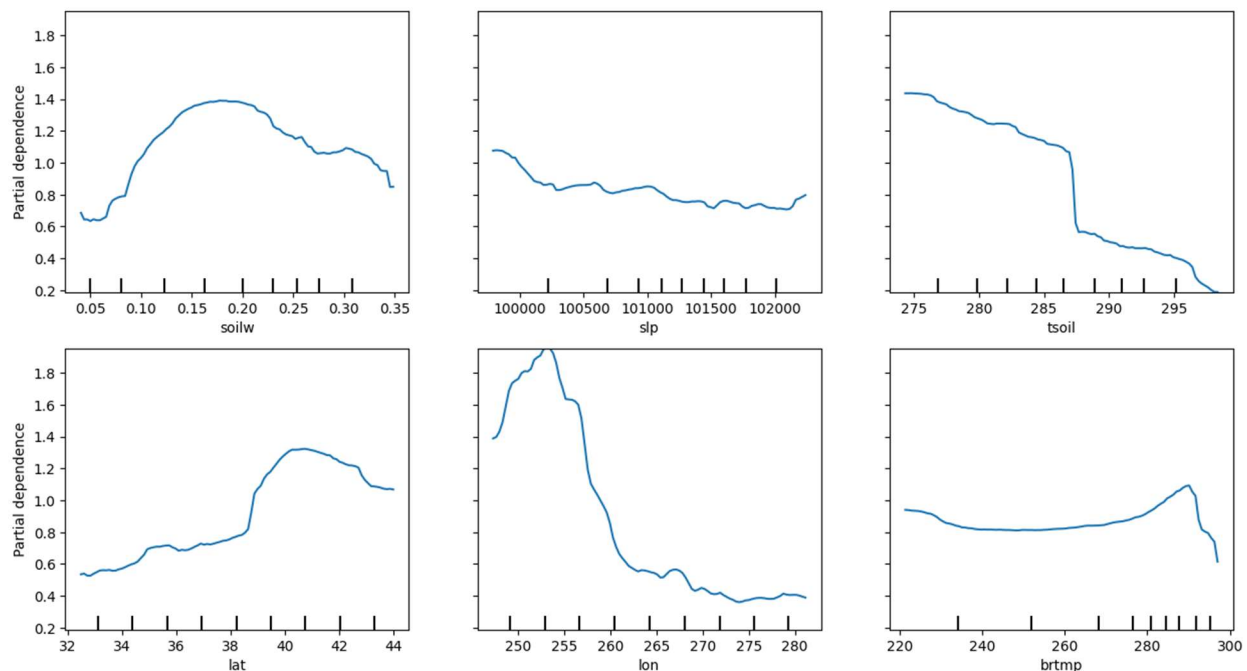 Partial dependence
1.8
1.6
1.4
1.2
1.0
0.8
0.6
0.4
0.2
0.05 0.10 0.15 0.20 0.25 0.30 0.35
soilw
100000 100500 101000 101500 102000
slp
275 280 285 290 295
tsoil
Partial dependence
1.8
1.6
1.4
1.2
1.0
0.8
0.6
0.4
0.2
32 34 36 38 40 42 44
lat
250 255 260 265 270 275 280
lon
220 240 260 280 300
brtmp